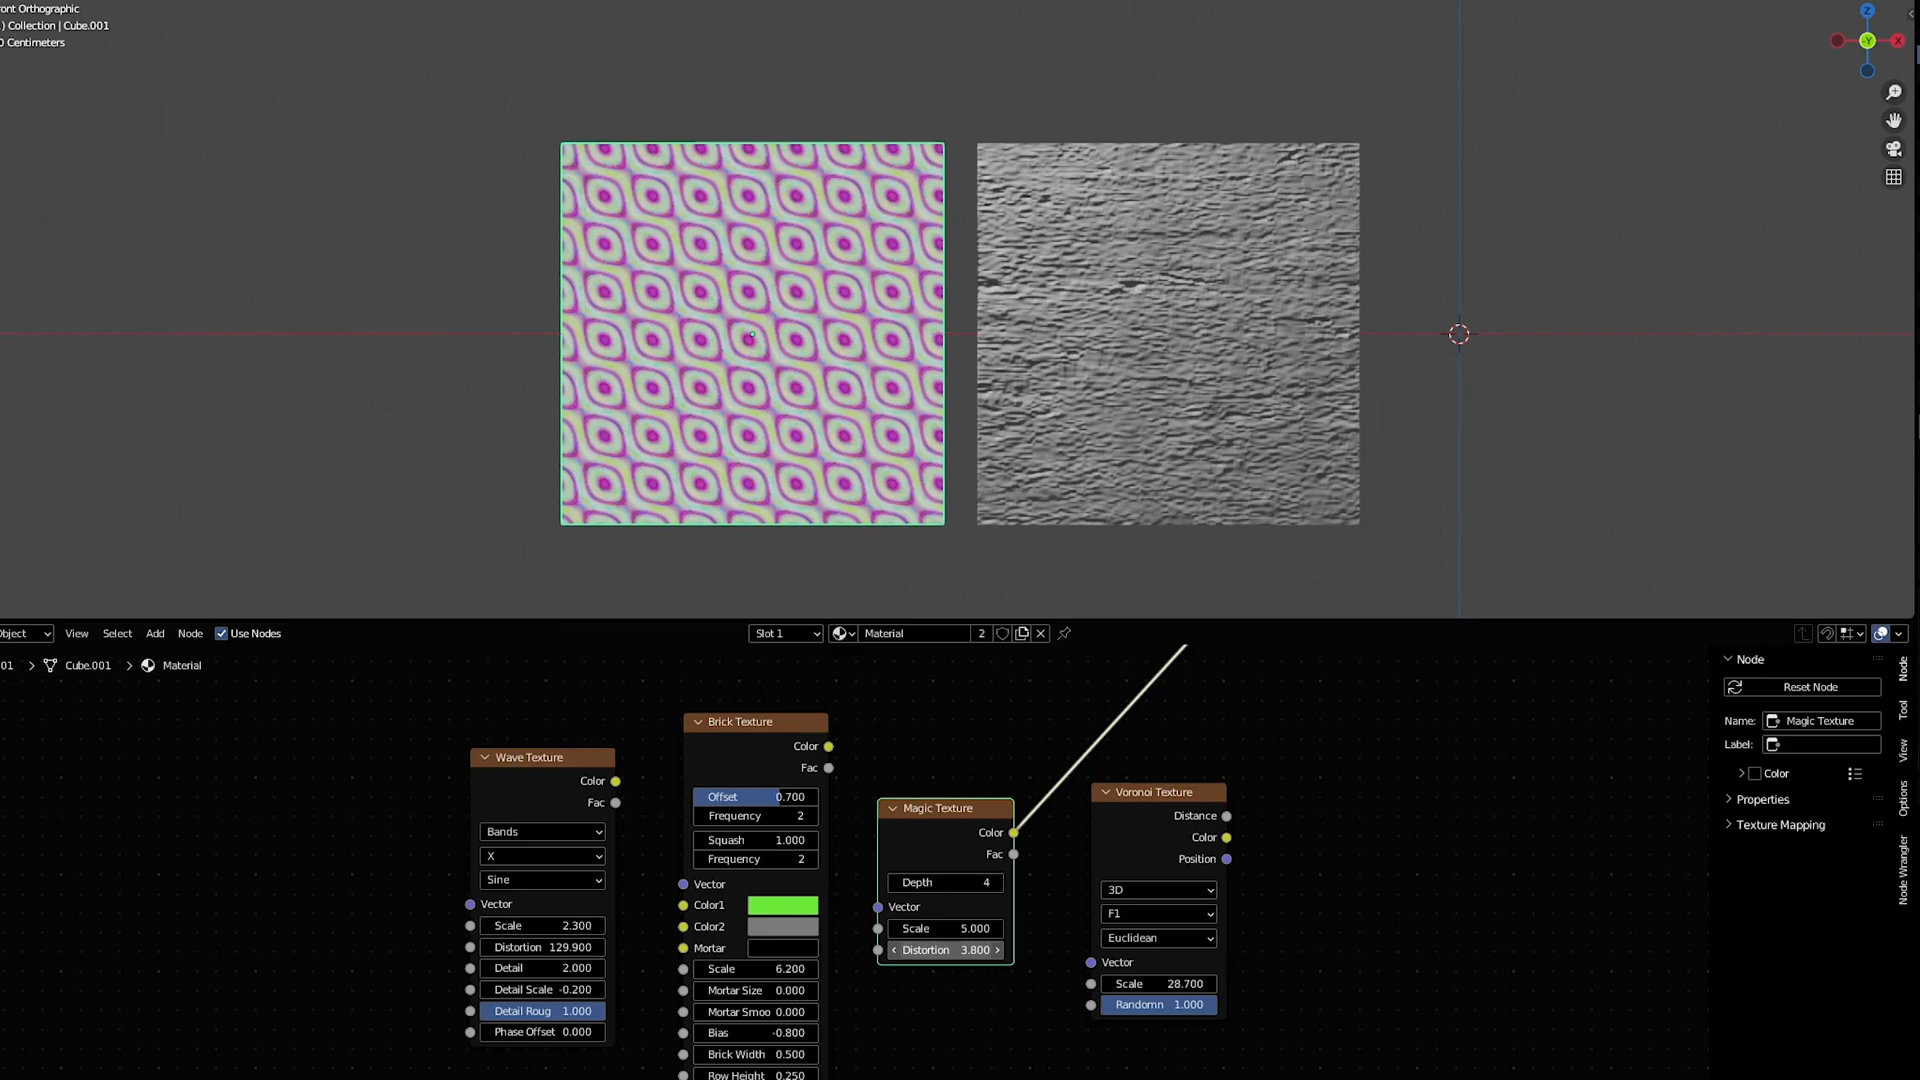 ont Orthographic
) Collection | Cube.001
0 Centimeters
Z
Y
X
Object
View
Select
Add
Node
Use Nodes
Slot 1
Material
2
01
Cube.001
Material
Wave Texture
Color
Fac
Bands
X
Sine
Vector
Scale 2.300
Distortion 129.900
Detail 2.000
Detail Scale -0.200
Detail Roug 1.000
Phase Offset 0.000
Brick Texture
Color
Fac
Offset 0.700
Frequency 2
Squash 1.000
Frequency 2
Vector
Color1
Color2
Mortar
Scale 6.200
Mortar Size 0.000
Mortar Smoo 0.000
Bias -0.800
Brick Width 0.500
Row Height 0.250
Magic Texture
Color
Fac
Depth 4
Vector
Scale 5.000
Distortion 3.800
Voronoi Texture
Distance
Color
Position
3D
F1
Euclidean
Vector
Scale 28.700
Randomn 1.000
Node
Reset Node
Name: Magic Texture
Label:
Color
Properties
Texture Mapping
Node
Tool
View
Options
Node Wrangler